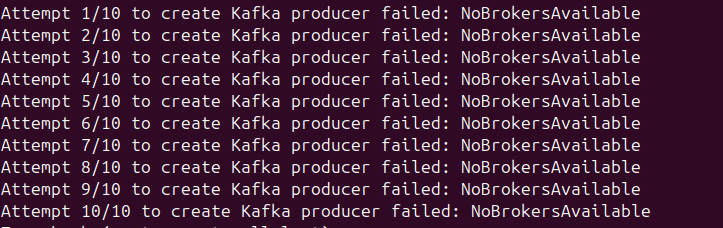 Attempt 1/10 to create Kafka producer failed: NoBrokersAvailable
Attempt 2/10 to create Kafka producer failed: NoBrokersAvailable
Attempt 3/10 to create Kafka producer failed: NoBrokersAvailable
Attempt 4/10 to create Kafka producer failed: NoBrokersAvailable
Attempt 5/10 to create Kafka producer failed: NoBrokersAvailable
Attempt 6/10 to create Kafka producer failed: NoBrokersAvailable
Attempt 7/10 to create Kafka producer failed: NoBrokersAvailable
Attempt 8/10 to create Kafka producer failed: NoBrokersAvailable
Attempt 9/10 to create Kafka producer failed: NoBrokersAvailable
Attempt 10/10 to create Kafka producer failed: NoBrokersAvailable